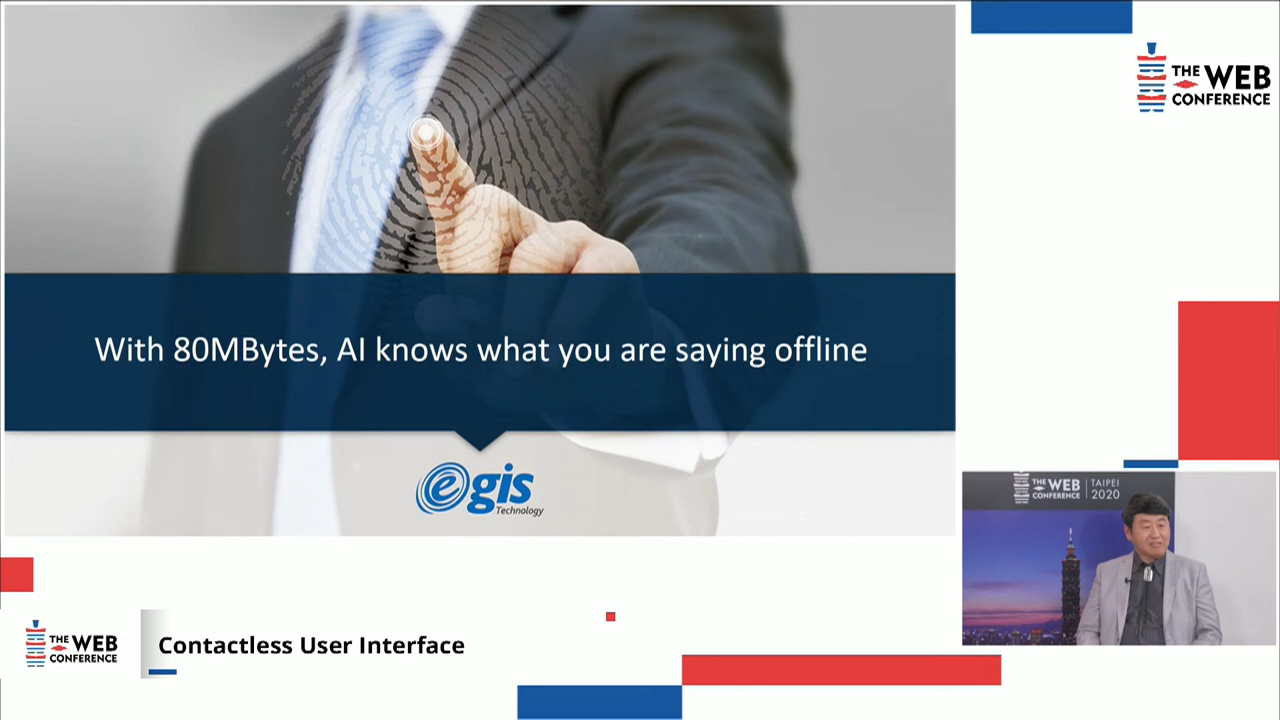 THE WEB
CONFERENCE
With 80MBytes, AI knows what you are saying offline
egis
Technology
THE WEB
CONFERENCE
TAIPEI
2020
THE WEB
CONFERENCE
Contactless User Interface